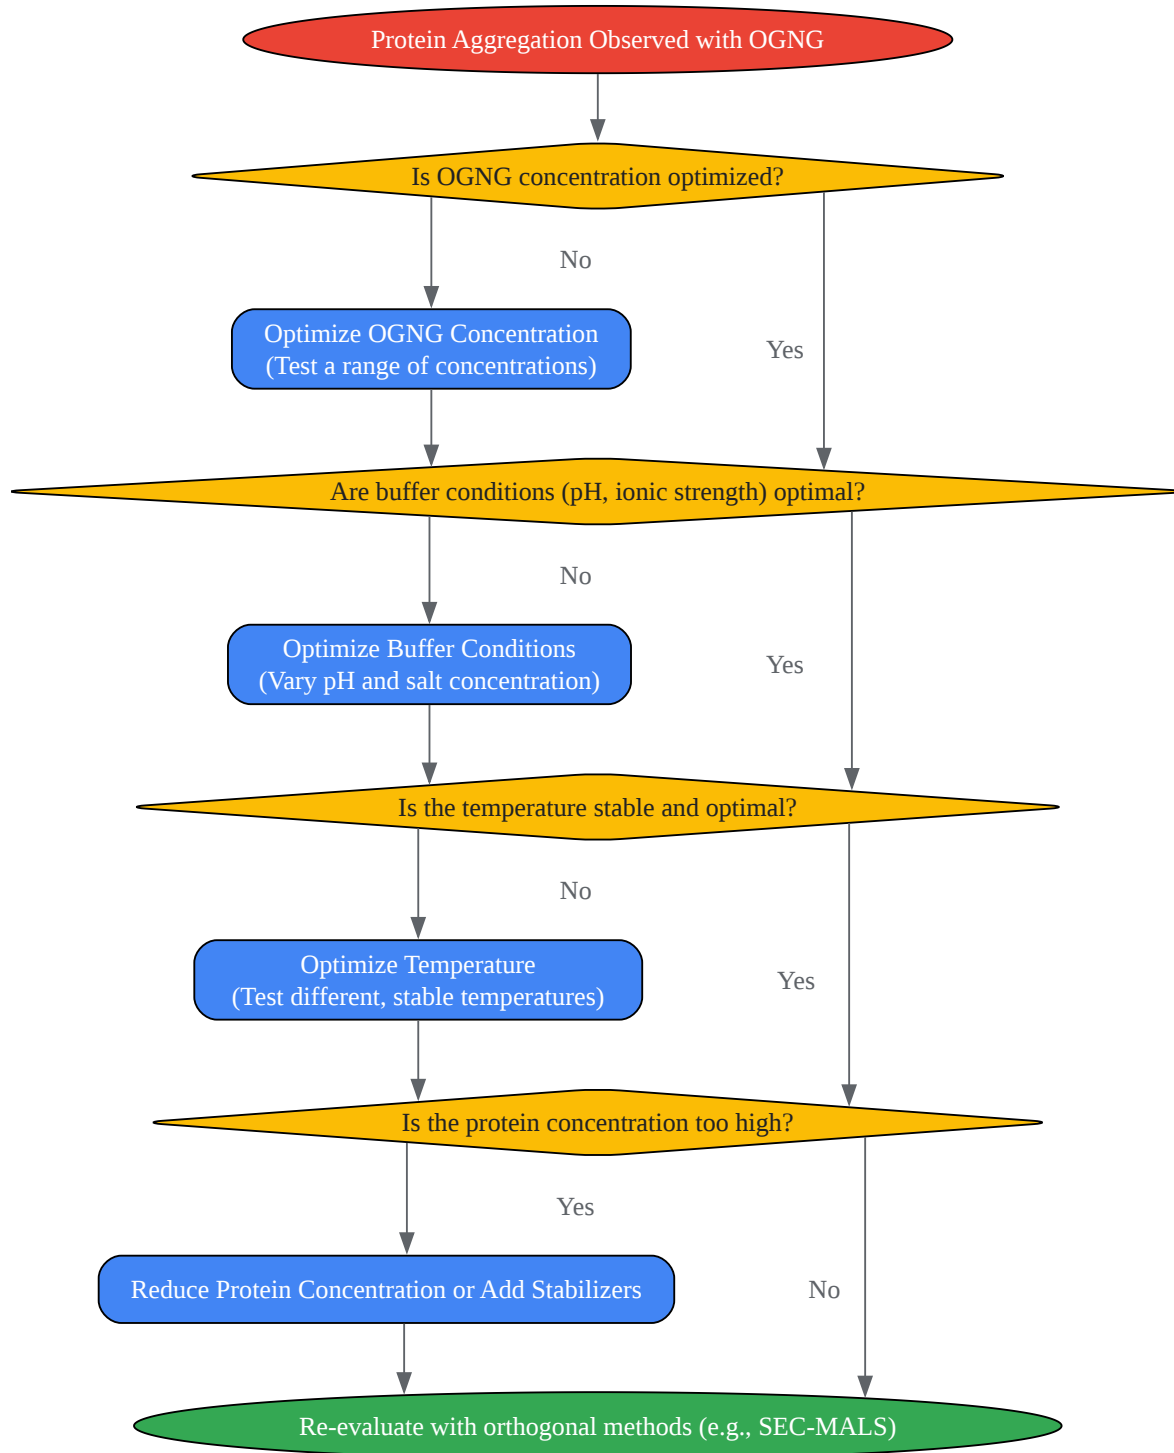 Protein Aggregation Observed with OGNG
Is OGNG concentration optimized?
No
Optimize OGNG Concentration
(Test a range of concentrations)
Yes
Are buffer conditions (pH, ionic strength) optimal?
No
Optimize Buffer Conditions
(Vary pH and salt concentration)
Yes
Is the temperature stable and optimal?
No
Optimize Temperature
(Test different, stable temperatures)
Yes
Is the protein concentration too high?
Yes
Reduce Protein Concentration or Add Stabilizers
No
Re-evaluate with orthogonal methods (e.g., SEC-MALS)